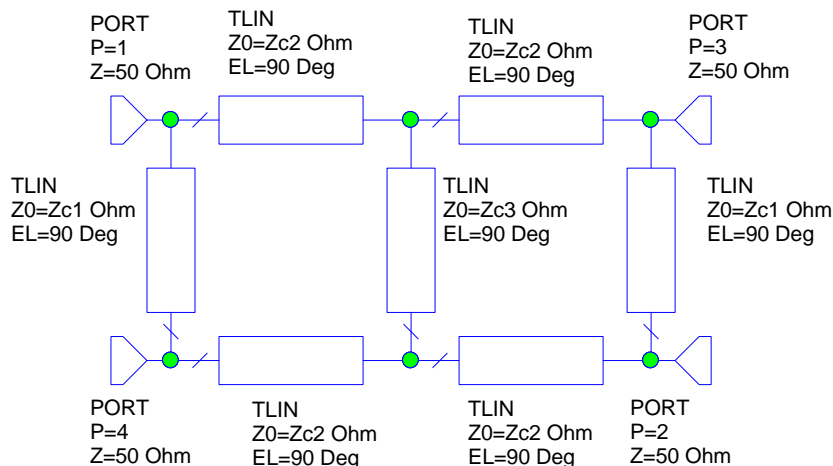 PORT
P=1
Z=50 Ohm
TLIN
Z0=Zc2 Ohm
EL=90 Deg
TLIN
Z0=Zc2 Ohm
EL=90 Deg
PORT
P=3
Z=50 Ohm
TLIN
Z0=Zc1 Ohm
EL=90 Deg
TLIN
Z0=Zc3 Ohm
EL=90 Deg
TLIN
Z0=Zc1 Ohm
EL=90 Deg
PORT
P=4
Z=50 Ohm
TLIN
Z0=Zc2 Ohm
EL=90 Deg
TLIN
Z0=Zc2 Ohm
EL=90 Deg
PORT
P=2
Z=50 Ohm